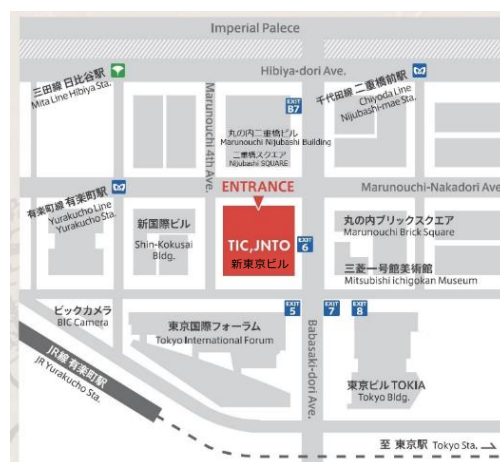 Imperial Palece
Hibiya-dori Ave.
三田線 日比谷駅
Mita Line Hibiya Sta.
Marunouchi 4th Ave.
EXIT
B7
丸の内二重橋ビル
Marunouchi Nijubashi Building
二重橋スクエア
Nijubashi SQUARE
千代田線 二重橋前駅
Chiyoda Line
Nijubashi-mae Sta.
ENTRANCE
Marunouchi-Nakadori Ave
有楽町線 有楽町駅
Yurakucho Line
Yurakucho Sta.
新国際ビル
Shin-Kokusai
Bldg.
TIC,JNTO
新東京ビル
EXIT
6
丸の内ブリックスクエア
Marunouchi Brick Square
三菱一号館美術館
Mitsubishi ichigokan Museum
ビックカメラ
BIC Camera
EXIT
5
EXIT
7
EXIT
8
東京国際フォーラム
Tokyo International Forum
Babasaki-dori Ave.
JR線 有楽町駅
JR Yurakucho Sta.
東京ビル TOKIA
Tokyo Bldg.
至 東京駅 Tokyo Sta.